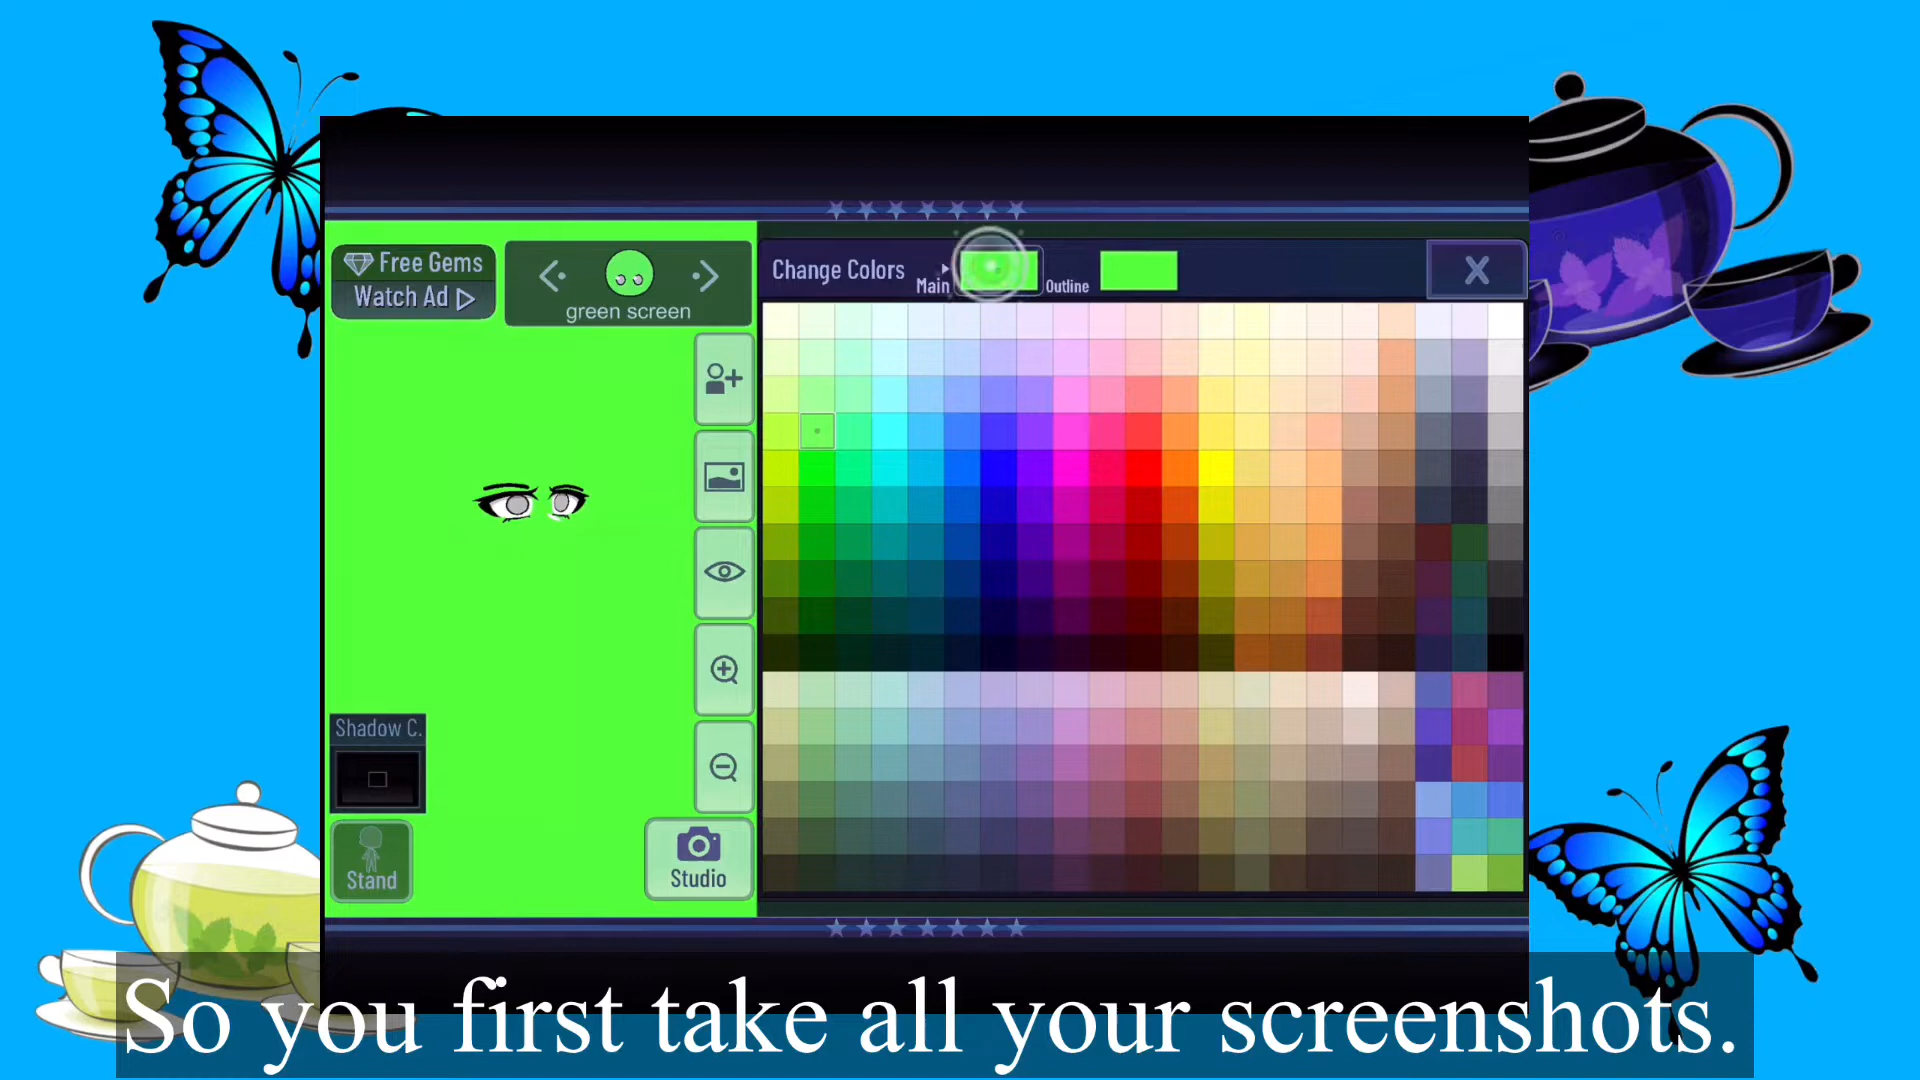 Free Gems
Watch Ad
green screen
Change Colors
Main
Outline
X
Shadow C.
Stand
Studio
So you first take all your screenshots.